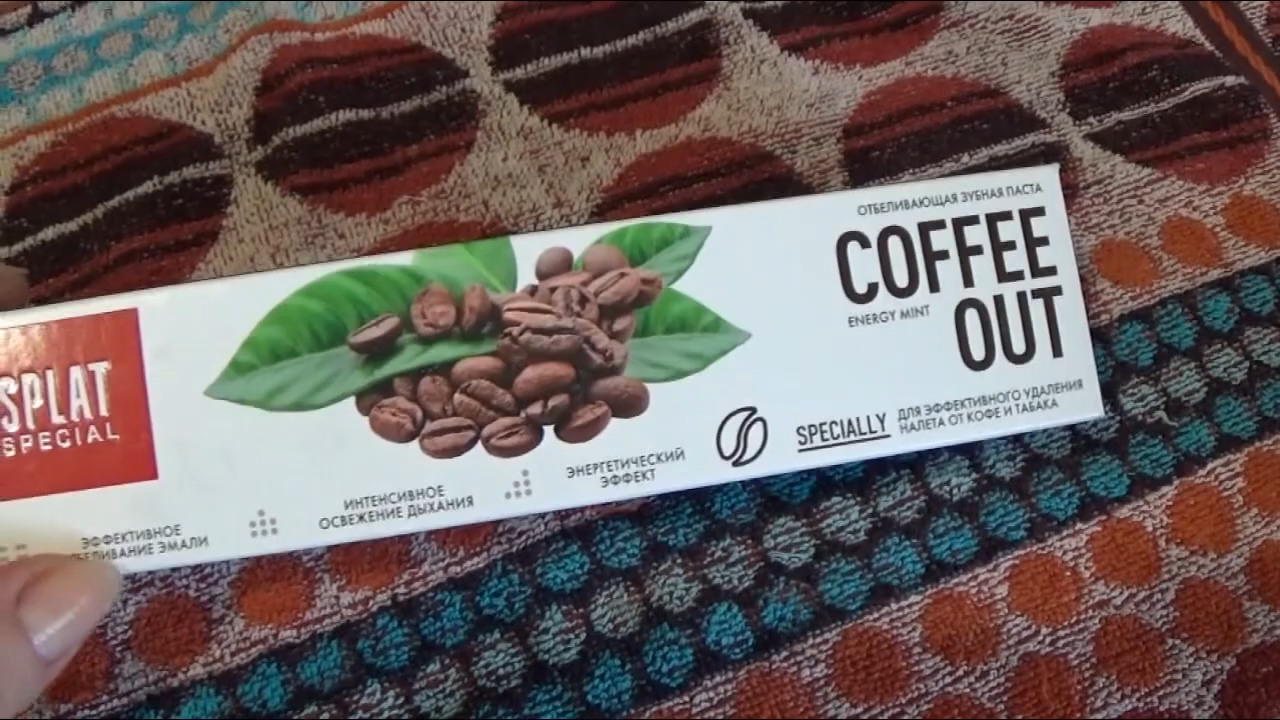 ОТБЕЛИВАЮЩАЯ ЗУБНАЯ ПАСТА
COFFEE
ENERGY MINT
OUT
SPLAT
SPECIAL
SPECIALLY
ДЛЯ ЭФФЕКТИВНОГО УДАЛЕНИЯ
НАЛЕТА ОТ КОФЕ И ТАБАКА
ЭНЕРГЕТИЧЕСКИЙ
ЭФФЕКТ
ИНТЕНСИВНОЕ
ОСВЕЖЕНИЕ ДЫХАНИЯ
ЭФФЕКТИВНОЕ
ЭМАЛИ